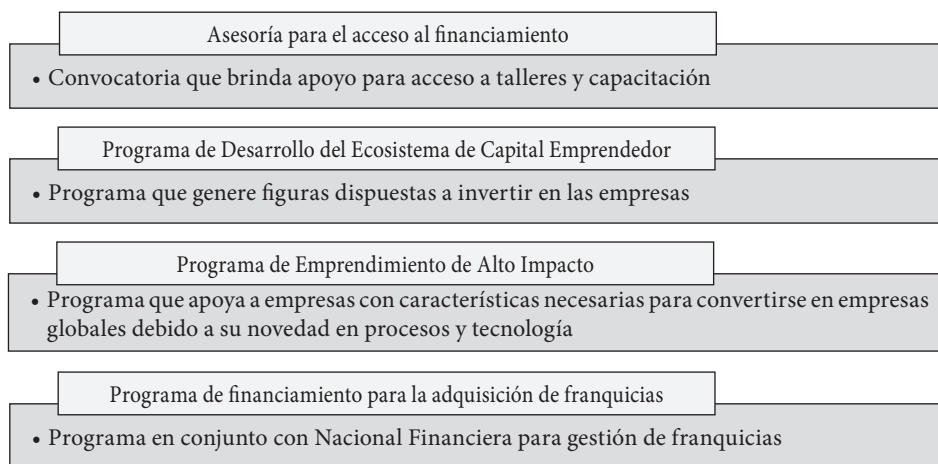 Asesoría para el acceso al financiamiento
• Convocatoria que brinda apoyo para acceso a talleres y capacitación
Programa de Desarrollo del Ecosistema de Capital Emprendedor
• Programa que genere figuras dispuestas a invertir en las empresas
Programa de Emprendimiento de Alto Impacto
• Programa que apoya a empresas con características necesarias para convertirse en empresas
globales debido a su novedad en procesos y tecnología
Programa de financiamiento para la adquisición de franquicias
• Programa en conjunto con Nacional Financiera para gestión de franquicias